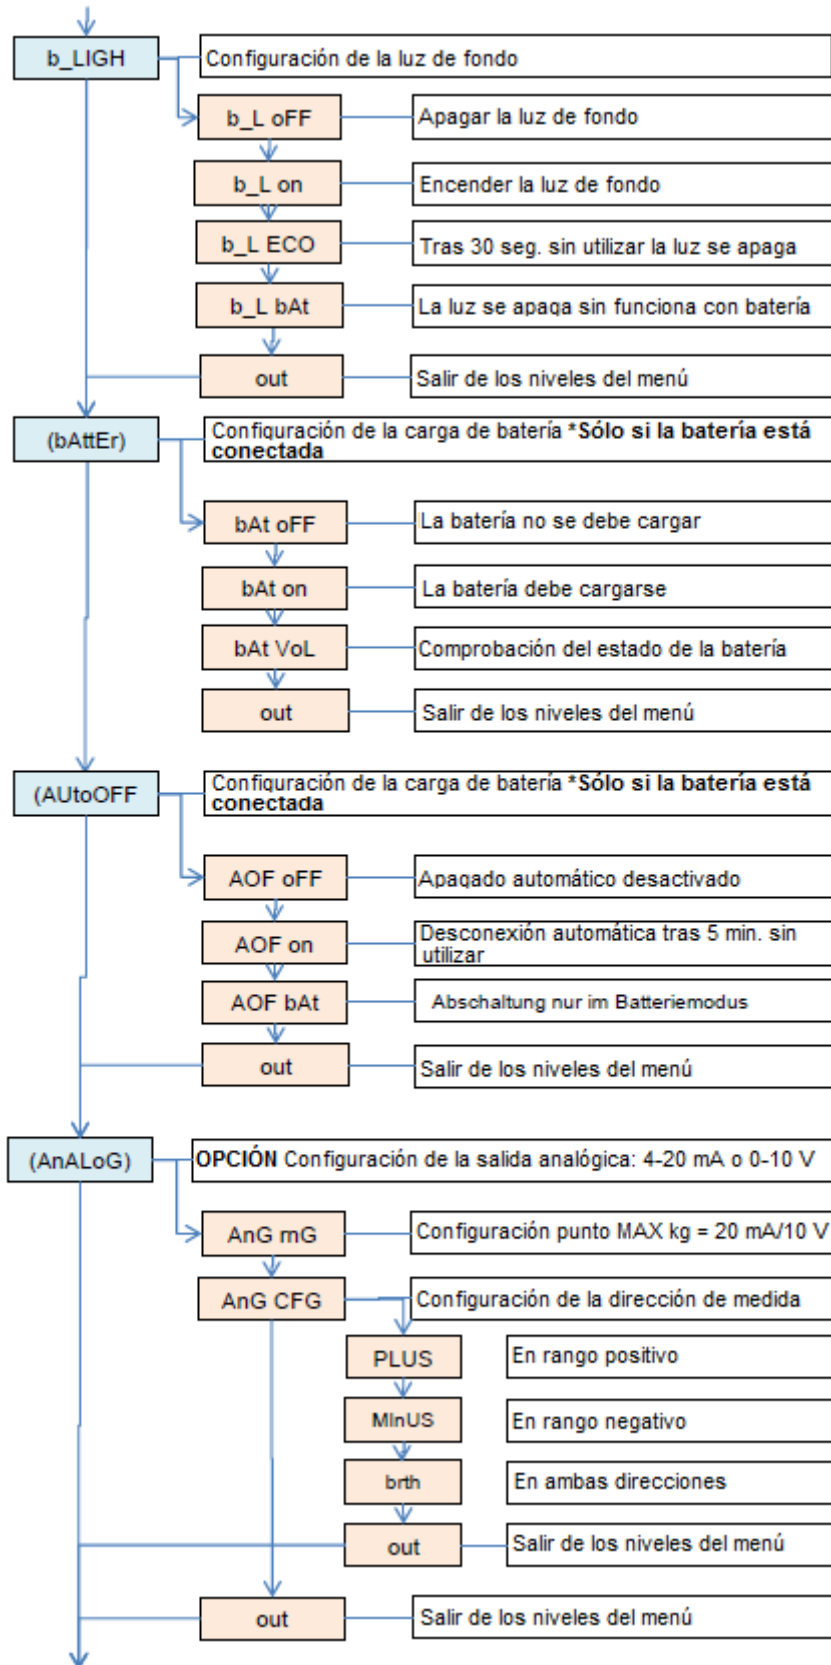 b_LIGH
Configuración de la luz de fondo
b_L oFF
Apagar la luz de fondo
b_L on
Encender la luz de fondo
b_L ECO
Tras 30 seg. sin utilizar la luz se apaga
b_L bAt
La luz se apaga sin funciona con batería
out
Salir de los niveles del menú
(bAttEr)
Configuración de la carga de batería *Sólo si la batería está
conectada
bAt oFF
La batería no se debe cargar
bAt on
La batería debe cargarse
bAt VoL
Comprobación del estado de la batería
out
Salir de los niveles del menú
(AUtoOFF
Configuración de la carga de batería *Sólo si la batería está
conectada
AOF oFF
Apagado automático desactivado
AOF on
Desconexión automática tras 5 min. sin
utilizar
AOF bAt
Abschaltung nur im Batteriemodus
out
Salir de los niveles del menú
(AnALoG)
OPCIÓN Configuración de la salida analógica: 4-20 mA o 0-10 V
AnG mG
Configuración punto MAX kg = 20 mA/10 V
AnG CFG
Configuración de la dirección de medida
PLUS
En rango positivo
MInUS
En rango negativo
brth
En ambas direcciones
out
Salir de los niveles del menú
out
Salir de los niveles del menú